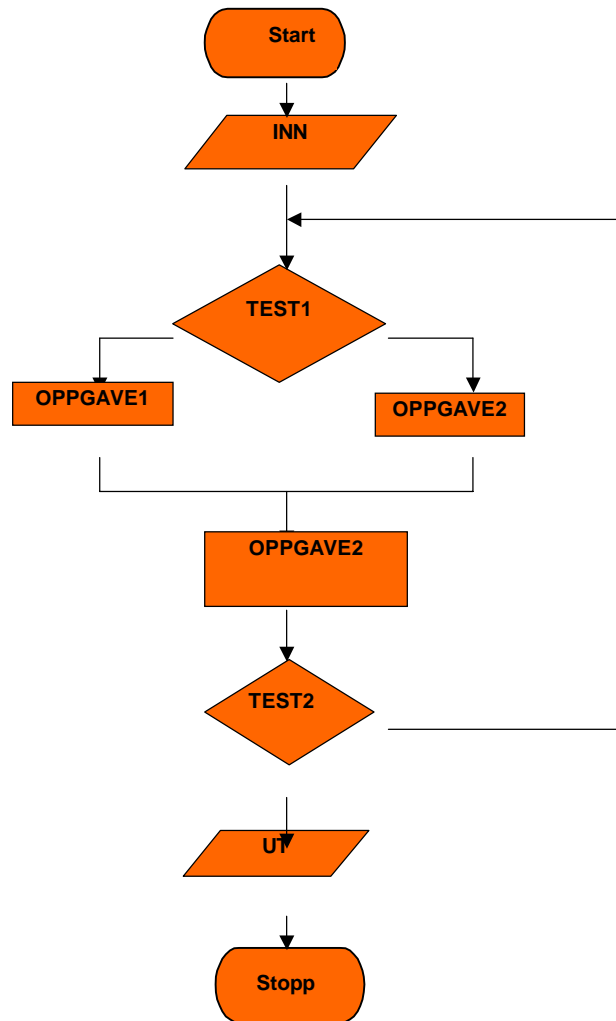 Start
INN
TEST1
OPPGAVE1
OPPGAVE2
OPPGAVE2
TEST2
UT
Stopp